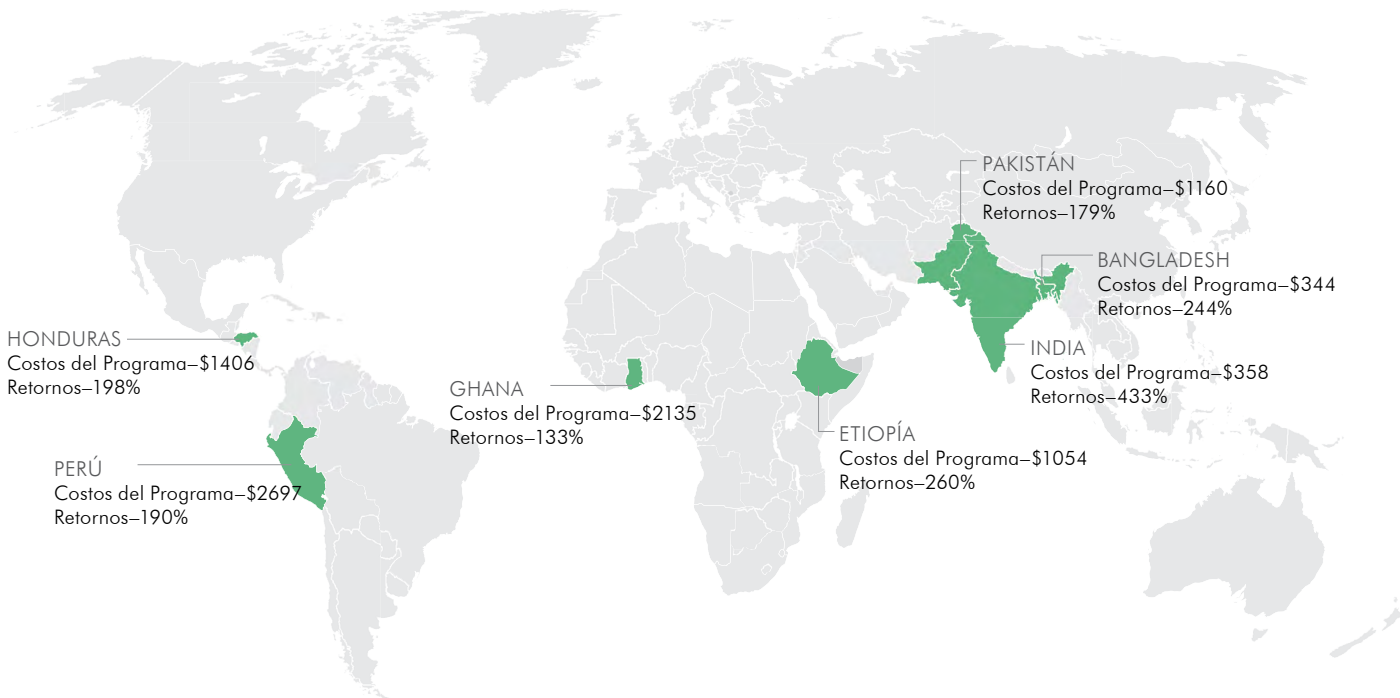 PAKISTÁN
Costos del Programa–$1160
Retornos–179%
BANGLADESH
Costos del Programa–$344
Retornos–244%
HONDURAS
Costos del Programa–$1406
Retornos–198%
INDIA
Costos del Programa–$358
Retornos–433%
GHANA
Costos del Programa–$2135
Retornos–133%
ETIOPÍA
Costos del Programa–$1054
Retornos–260%
PERÚ
Costos del Programa–$2697
Retornos–190%